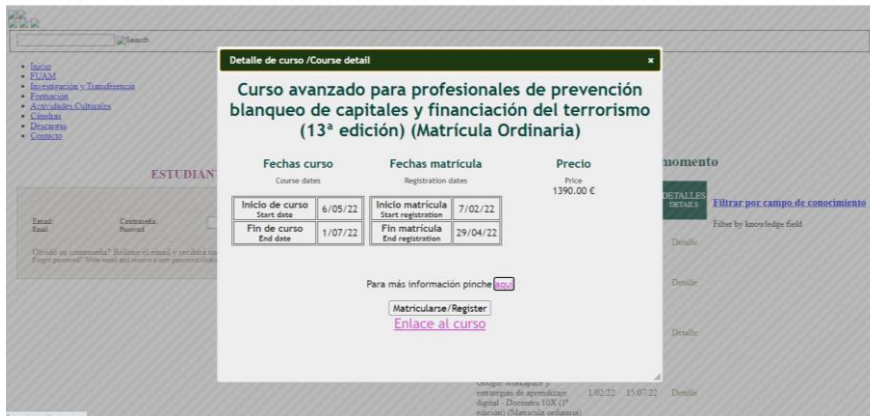 Search
Inicio
FUAM
Investigación y Transferencia
Formación
Actividades Culturales
Cátedras
Descargas
Contacto
ESTUDIAN
Email:
Email
Contraseña:
Password
Detalle de curso /Course detail
×
Curso avanzado para profesionales de prevención
blanqueo de capitales y financiación del terrorismo
(13ª edición) (Matrícula Ordinaria)
Fechas curso
Course dates
Inicio de curso 6/05/22
Start date
Fin de curso 1/07/22
End date
Fechas matrícula
Registration dates
Inicio matrícula 7/02/22
Start registration
Fin matrícula 29/04/22
End registration
Precio
Price
1390.00 €
Para más información pinche aquí
Matricularse/Register
Enlace al curso
momento
DETALLES
DETAILS
Filtrar por campo de conocimiento
Filter by knowledge field
Detalle
Detalle
Detalle
estrategias de aprendizaje 1/02/22 15/07/22 Detalle
digital - Docentes 10X (1ª
edición) (Matrícula ordinaria)